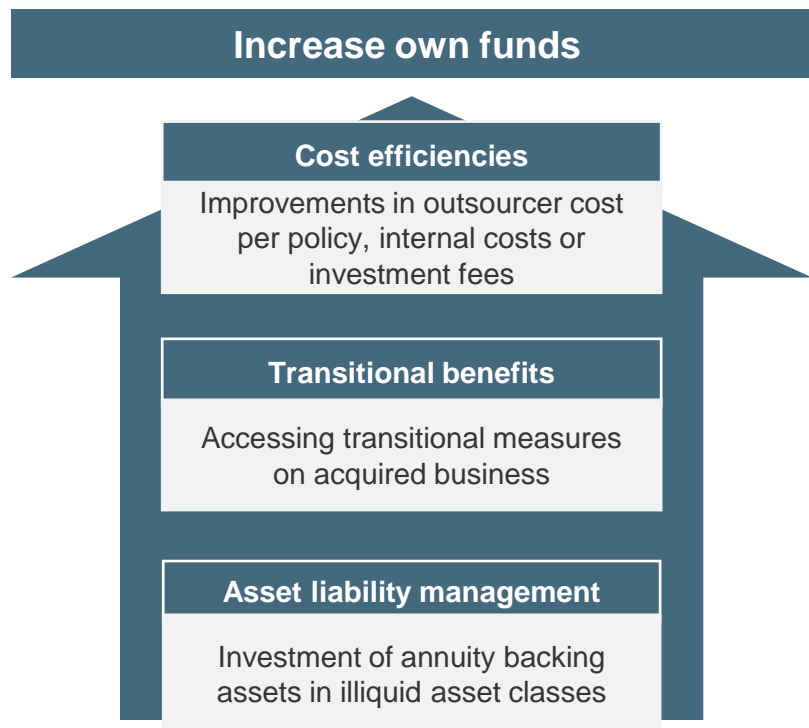 Increase own funds
Cost efficiencies
Improvements in outsourcer cost
per policy, internal costs or
investment fees
Transitional benefits
Accessing transitional measures
on acquired business
Asset liability management
Investment of annuity backing
assets in illiquid asset classes